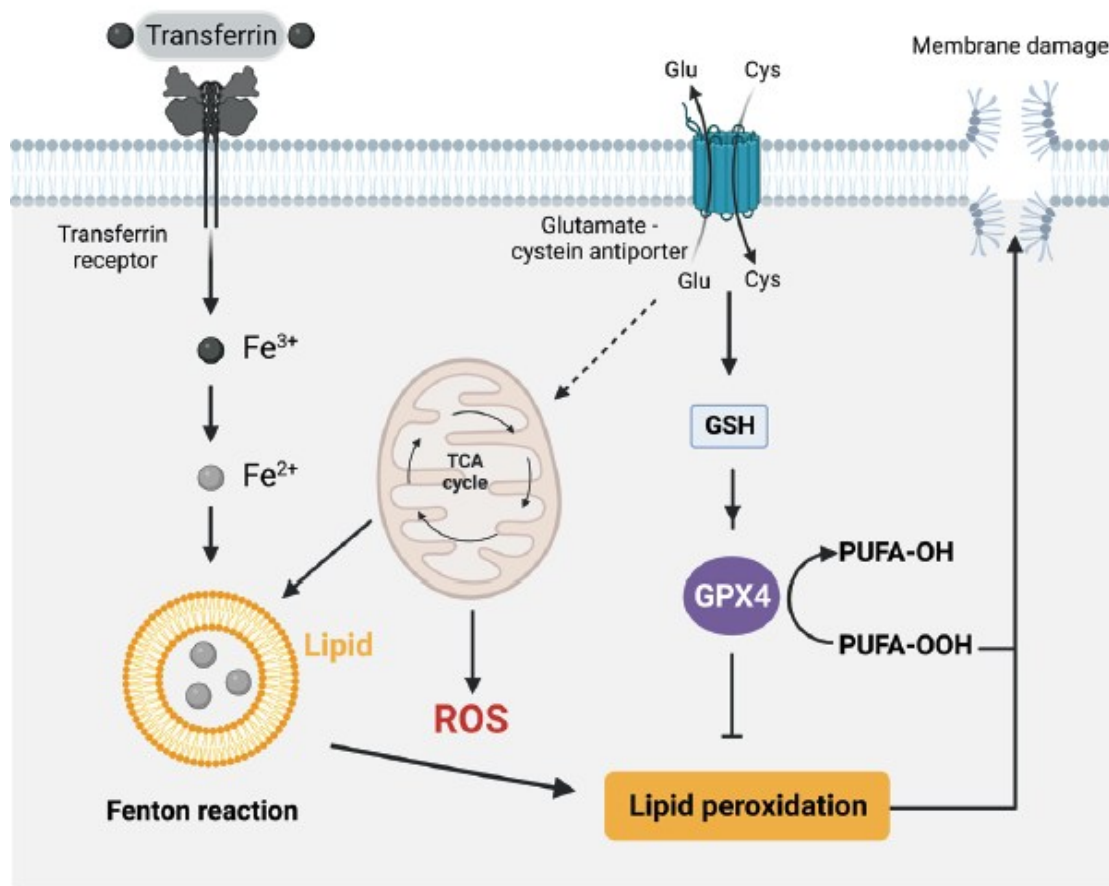 Transferrin
Membrane damage
Glu
Cys
Transferrin
receptor
Glutamate -
cystein antiporter
Glu
Cys
Fe3+
GSH
TCA
cycle
Fe2+
PUFA-OH
GPX4
Lipid
PUFA-OOH
ROS
Fenton reaction
Lipid peroxidation